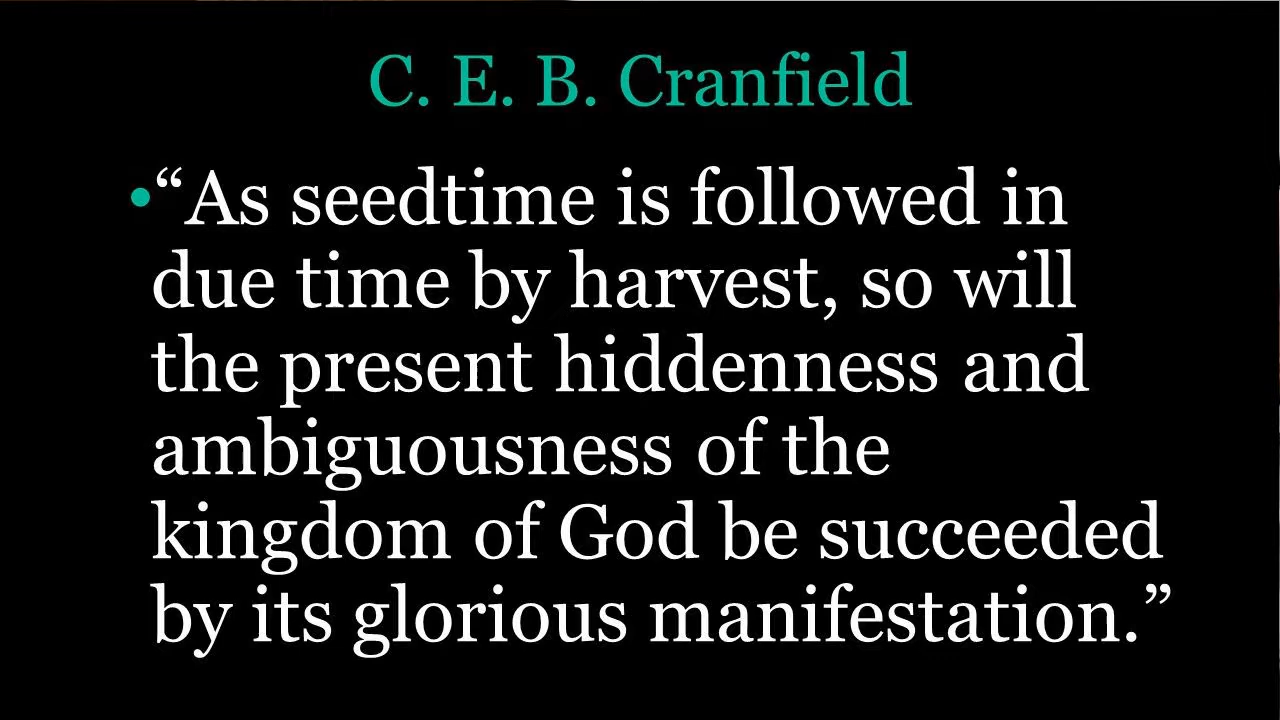 C. E. B. Cranfield
•“As seedtime is followed in
due time by harvest, so will
the present hiddenness and
ambiguousness of the
kingdom of God be succeeded
by its glorious manifestation.”